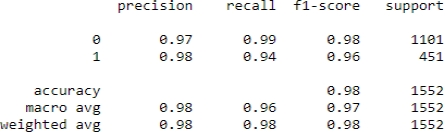 precision recall f1-score support
0 0.97 0.99 0.98 1101
1 0.98 0.94 0.96 451
accuracy 0.98 1552
macro avg 0.98 0.96 0.97 1552
weighted avg 0.98 0.98 0.98 1552